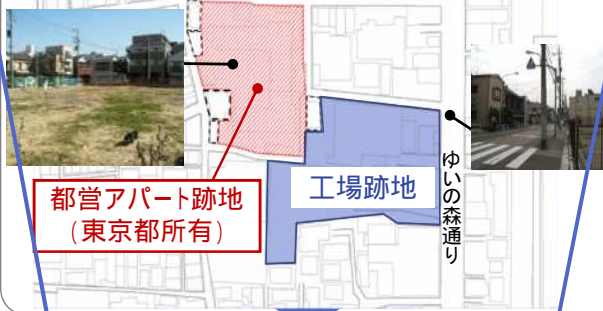 都営アパート跡地
（東京都所有）
工場跡地
ゆいの森通り